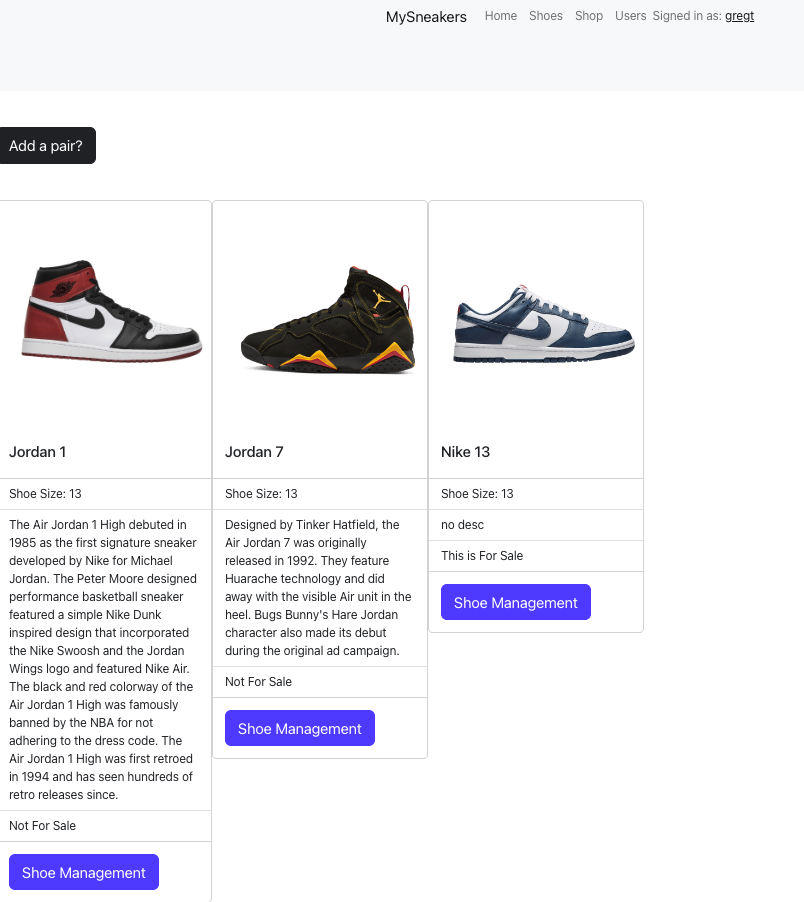 MySneakers Home Shoes Shop Users Signed in as: gregt
Add a pair?
Jordan 1
Shoe Size: 13
The Air Jordan 1 High debuted in
1985 as the first signature sneaker
developed by Nike for Michael
Jordan. The Peter Moore designed
performance basketball sneaker
featured a simple Nike Dunk
inspired design that incorporated
the Nike Swoosh and the Jordan
Wings logo and featured Nike Air.
The black and red colorway of the
Air Jordan 1 High was famously
banned by the NBA for not
adhering to the dress code. The
Air Jordan 1 High was first retroed
in 1994 and has seen hundreds of
retro releases since.
Not For Sale
Shoe Management
Jordan 7
Shoe Size: 13
Designed by Tinker Hatfield, the
Air Jordan 7 was originally
released in 1992. They feature
Huarache technology and did
away with the visible Air unit in the
heel. Bugs Bunny's Hare Jordan
character also made its debut
during the original ad campaign.
Not For Sale
Shoe Management
Nike 13
Shoe Size: 13
no desc
This is For Sale
Shoe Management